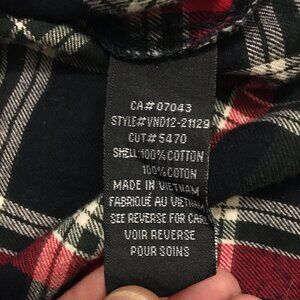 CA# 07043
STYLE#VND12-21129
CUT# 5470
SHELL:100%COTTON
100%COTON
MADE IN VIETNAM
FABRIQUÉ AU VIETNAM
SEE REVERSE FOR CARE
VOIR REVERSE
POUR SOINS